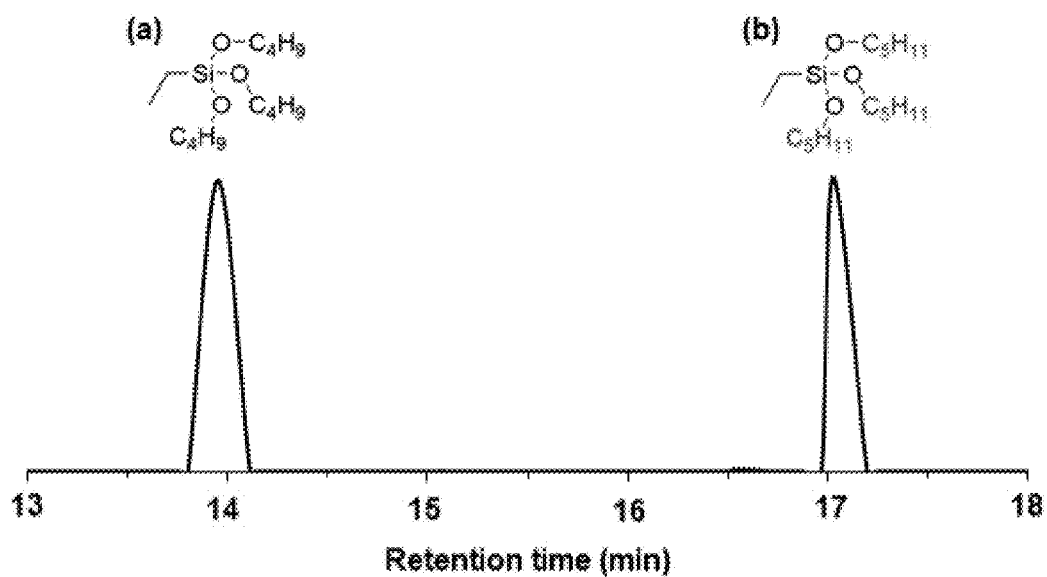 (a)
O-C₄H₉
Si-O
O C₄H₉
C₄H₉
(b)
O-C₅H₁₁
Si-O
O C₅H₁₁
C₅H₁₁
13 14 15 16 17 18
Retention time (min)